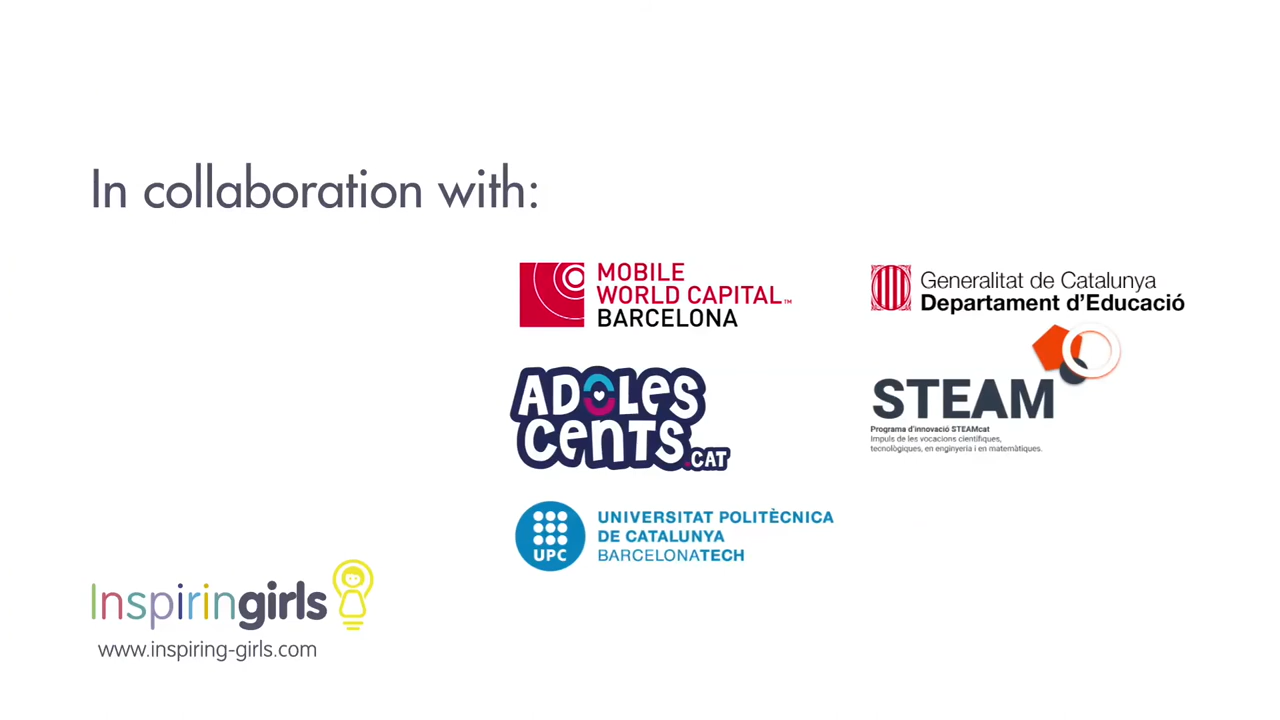 In collaboration with:
MOBILE
WORLD CAPITAL™
BARCELONA
Generalitat de Catalunya
Departament d'Educació
ADOLES
CENTS.CAT
STEAM
Programa d'innovació STEAMcat
Impuls de les vocacions científiques,
tecnològiques, en enginyeria i en matemàtiques.
UPC
UNIVERSITAT POLITÈCNICA
DE CATALUNYA
BARCELONATECH
Inspiringirls
www.inspiring-girls.com